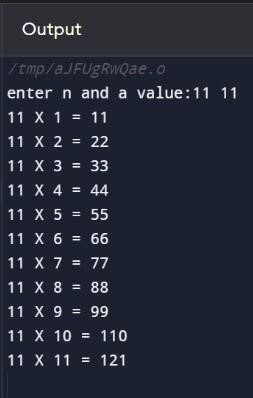 Output
/tmp/aJFUgRwQae.o
enter n and a value:11 11
11 X 1 = 11
11 X 2 = 22
11 X 3 = 33
11 X 4 = 44
11 X 5 = 55
11 X 6 = 66
11 X 7 = 77
11 X 8 = 88
11 X 9 = 99
11 X 10 = 110
11 X 11 = 121